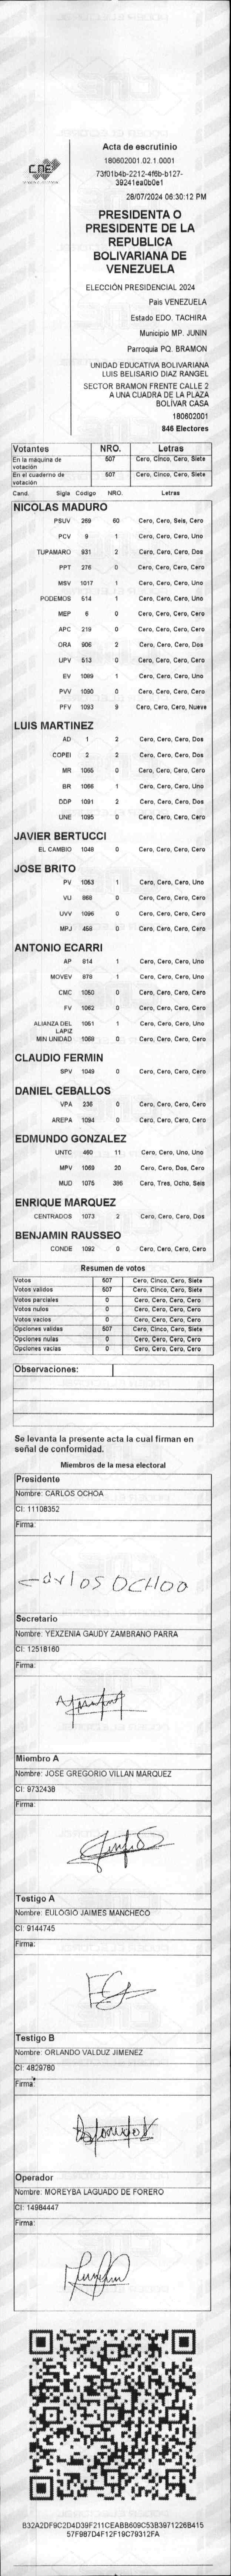 CNE
Acta de escrutinio
180602001.02.1.0001
73f01b4b-2212-4f6b-b127-
39241ea0b0e1
28/07/2024 06:30:12 PM
PRESIDENTA O
PRESIDENTE DE LA
REPUBLICA
BOLIVARIANA DE
VENEZUELA
ELECCIÓN PRESIDENCIAL 2024
Pais VENEZUELA
Estado EDO. TACHIRA
Municipio MP. JUNIN
Parroquia PQ. BRAMON
UNIDAD EDUCATIVA BOLIVARIANA
LUIS BELISARIO DIAZ RANGEL
SECTOR BRAMON FRENTE CALLE 2
A UNA CUADRA DE LA PLAZA
BOLIVAR CASA
180602001
846 Electores
Votantes NRO. Letras
En la máquina de votación 507 Cero, Cinco, Cero, Siete
En el cuaderno de votación 507 Cero, Cinco, Cero, Siete
Cand. Sigla Codigo NRO. Letras
NICOLAS MADURO
PSUV 269 60 Cero, Cero, Seis, Cero
PCV 9 1 Cero, Cero, Cero, Uno
TUPAMARO 931 2 Cero, Cero, Cero, Dos
PPT 276 0 Cero, Cero, Cero, Cero
MSV 1017 1 Cero, Cero, Cero, Uno
PODEMOS 514 1 Cero, Cero, Cero, Uno
MEP 6 0 Cero, Cero, Cero, Cero
APC 219 0 Cero, Cero, Cero, Cero
ORA 906 2 Cero, Cero, Cero, Dos
UPV 513 0 Cero, Cero, Cero, Cero
EV 1089 1 Cero, Cero, Cero, Uno
PVV 1090 0 Cero, Cero, Cero, Cero
PFV 1093 9 Cero, Cero, Cero, Nueve
LUIS MARTINEZ
AD 1 2 Cero, Cero, Cero, Dos
COPEI 2 2 Cero, Cero, Cero, Dos
MR 1065 0 Cero, Cero, Cero, Cero
BR 1066 1 Cero, Cero, Cero, Uno
DDP 1091 2 Cero, Cero, Cero, Dos
UNE 1095 0 Cero, Cero, Cero, Cero
JAVIER BERTUCCI
EL CAMBIO 1048 0 Cero, Cero, Cero, Cero
JOSE BRITO
PV 1053 1 Cero, Cero, Cero, Uno
VU 868 0 Cero, Cero, Cero, Cero
UVV 1096 0 Cero, Cero, Cero, Cero
MPJ 458 0 Cero, Cero, Cero, Cero
ANTONIO ECARRI
AP 814 1 Cero, Cero, Cero, Uno
MOVEV 878 1 Cero, Cero, Cero, Uno
CMC 1050 0 Cero, Cero, Cero, Cero
FV 1062 0 Cero, Cero, Cero, Cero
ALIANZA DEL LAPIZ 1051 1 Cero, Cero, Cero, Uno
MIN UNIDAD 1088 0 Cero, Cero, Cero, Cero
CLAUDIO FERMIN
SPV 1049 0 Cero, Cero, Cero, Cero
DANIEL CEBALLOS
VPA 236 0 Cero, Cero, Cero, Cero
AREPA 1094 0 Cero, Cero, Cero, Cero
EDMUNDO GONZALEZ
UNTC 460 11 Cero, Cero, Uno, Uno
MPV 1069 20 Cero, Cero, Dos, Cero
MUD 1075 386 Cero, Tres, Ocho, Seis
ENRIQUE MARQUEZ
CENTRADOS 1073 2 Cero, Cero, Cero, Dos
BENJAMIN RAUSSEO
CONDE 1092 0 Cero, Cero, Cero, Cero
Resumen de votos
Votos 507 Cero, Cinco, Cero, Siete
Votos validos 507 Cero, Cinco, Cero, Siete
Votos parciales 0 Cero, Cero, Cero, Cero
Votos nulos 0 Cero, Cero, Cero, Cero
Votos vacios 0 Cero, Cero, Cero, Cero
Opciones validas 507 Cero, Cinco, Cero, Siete
Opciones nulas 0 Cero, Cero, Cero, Cero
Opciones vacias 0 Cero, Cero, Cero, Cero
Observaciones:
Se levanta la presente acta la cual firman en
señal de conformidad.
Miembros de la mesa electoral
Presidente
Nombre: CARLOS OCHOA
CI: 11108352
Firma:
Carlos OCHOA
Secretario
Nombre: YEXZENIA GAUDY ZAMBRANO PARRA
CI: 12518160
Firma:
Miembro A
Nombre: JOSE GREGORIO VILLAN MARQUEZ
CI: 9732438
Firma:
Testigo A
Nombre: EULOGIO JAIMES MANCHECO
CI: 9144745
Firma:
Testigo B
Nombre: ORLANDO VALDUZ JIMENEZ
CI: 4829780
Firma:
Operador
Nombre: MOREYBA LAGUADO DE FORERO
CI: 14984447
Firma:
B32A2DF9C2D4D39F211CEABB609C53B3971226B415
57F987D4F12F19C79312FA